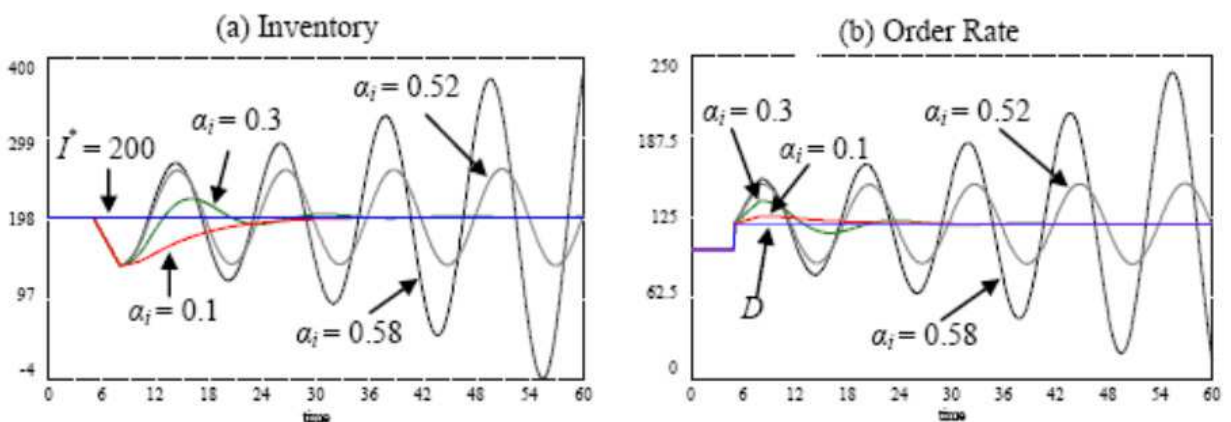 (a) Inventory
400
299
198
97
-4
I* = 200
αi = 0.3
αi = 0.52
αi = 0.1
αi = 0.58
0 6 12 18 24 30 36 42 48 54 60
time
(b) Order Rate
250
187.5
125
62.5
0
αi = 0.3
αi = 0.1
αi = 0.52
D
αi = 0.58
0 6 12 18 24 30 36 42 48 54 60
time